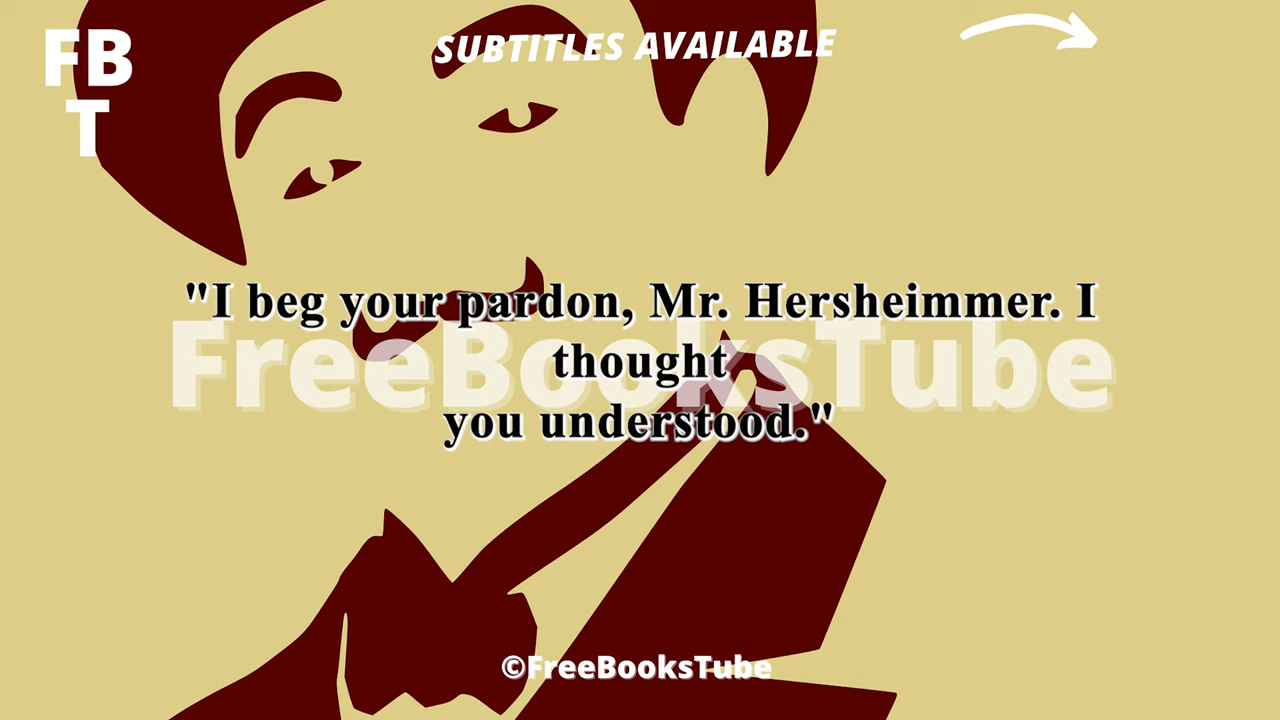 FB
T
SUBTITLES AVAILABLE
"I beg your pardon, Mr. Hersheimmer. I
thought
you understood."
FreeBooksTube
©FreeBooksTube